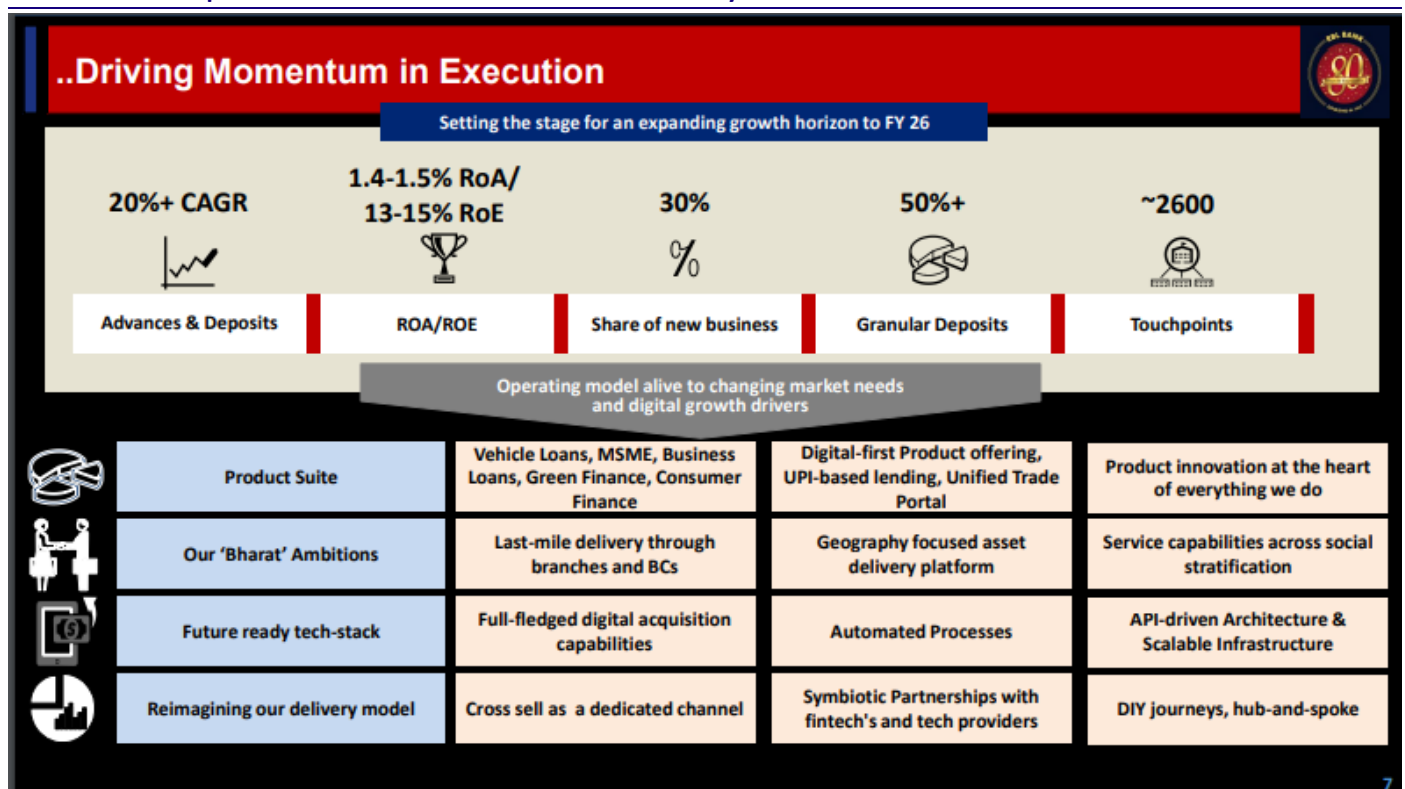 ..Driving Momentum in Execution
RBL BANK
80
Setting the stage for an expanding growth horizon to FY 26
20%+ CAGR
1.4-1.5% RoA/
13-15% RoE
30%
50%+
~2600
%
Advances & Deposits
ROA/ROE
Share of new business
Granular Deposits
Touchpoints
Operating model alive to changing market needs
and digital growth drivers
Product Suite
Vehicle Loans, MSME, Business
Loans, Green Finance, Consumer
Finance
Digital-first Product offering,
UPI-based lending, Unified Trade
Portal
Product innovation at the heart
of everything we do
Our ‘Bharat’ Ambitions
Last-mile delivery through
branches and BCs
Geography focused asset
delivery platform
Service capabilities across social
stratification
$
Future ready tech-stack
Full-fledged digital acquisition
capabilities
Automated Processes
API-driven Architecture &
Scalable Infrastructure
Reimagining our delivery model
Cross sell as a dedicated channel
Symbiotic Partnerships with
fintech's and tech providers
DIY journeys, hub-and-spoke
7